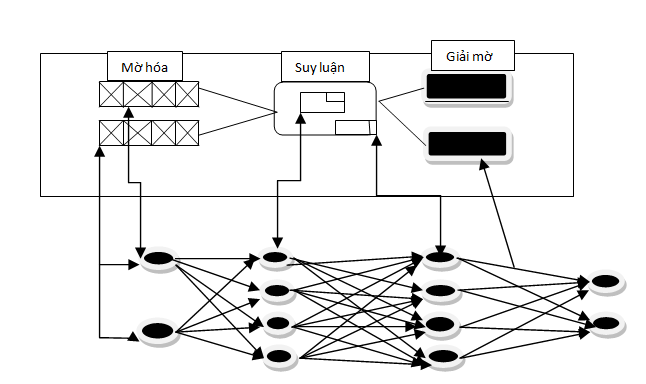 Mờ hóa
Suy luận
Giải mờ